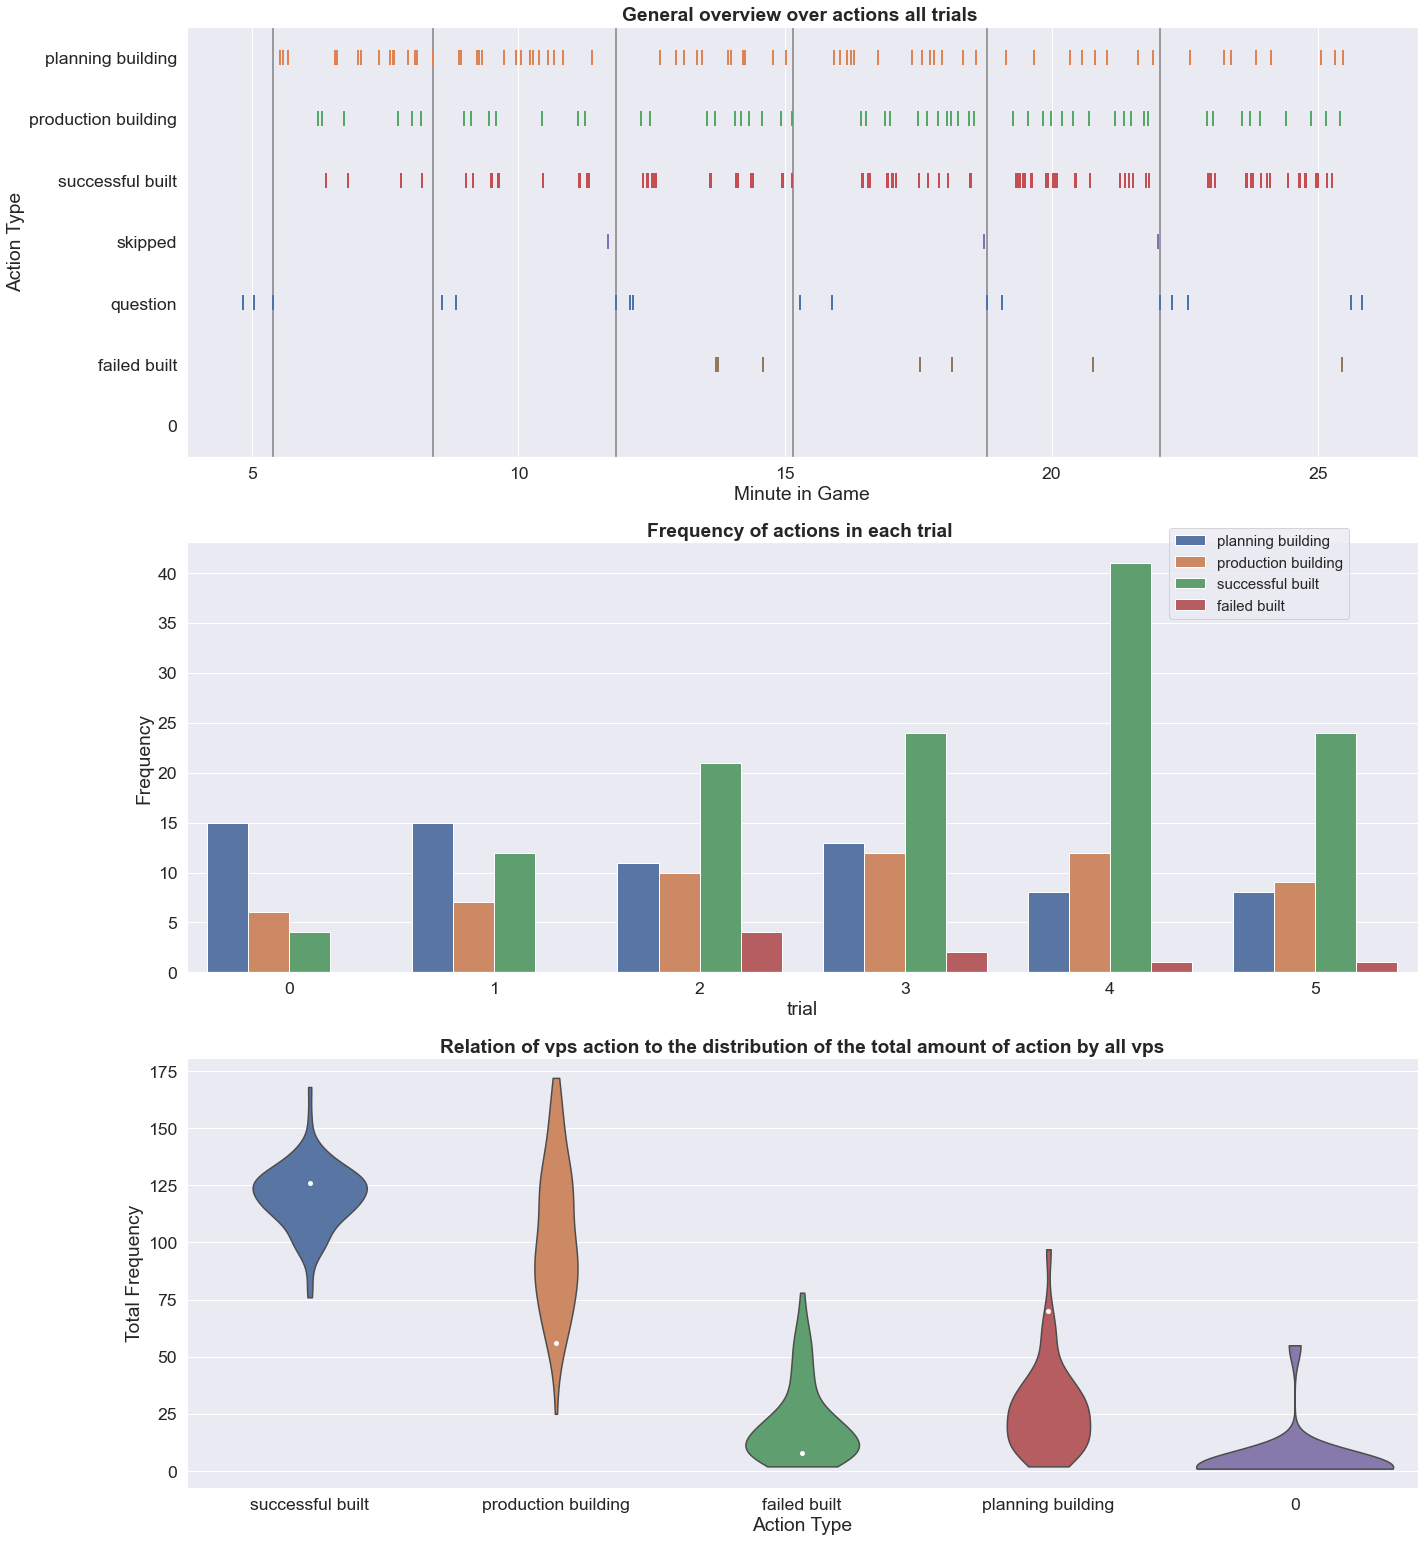 General overview over actions all trials
planning building
production building
successful built
skipped
question
failed built
0
Action Type
5 10 15 20 25
Minute in Game
Frequency of actions in each trial
planning building
production building
successful built
failed built
40
35
30
25
20
15
10
5
0
Frequency
0 1 2 3 4 5
trial
Relation of vps action to the distribution of the total amount of action by all vps
175
150
125
100
75
50
25
0
Total Frequency
successful built production building failed built planning building 0
Action Type